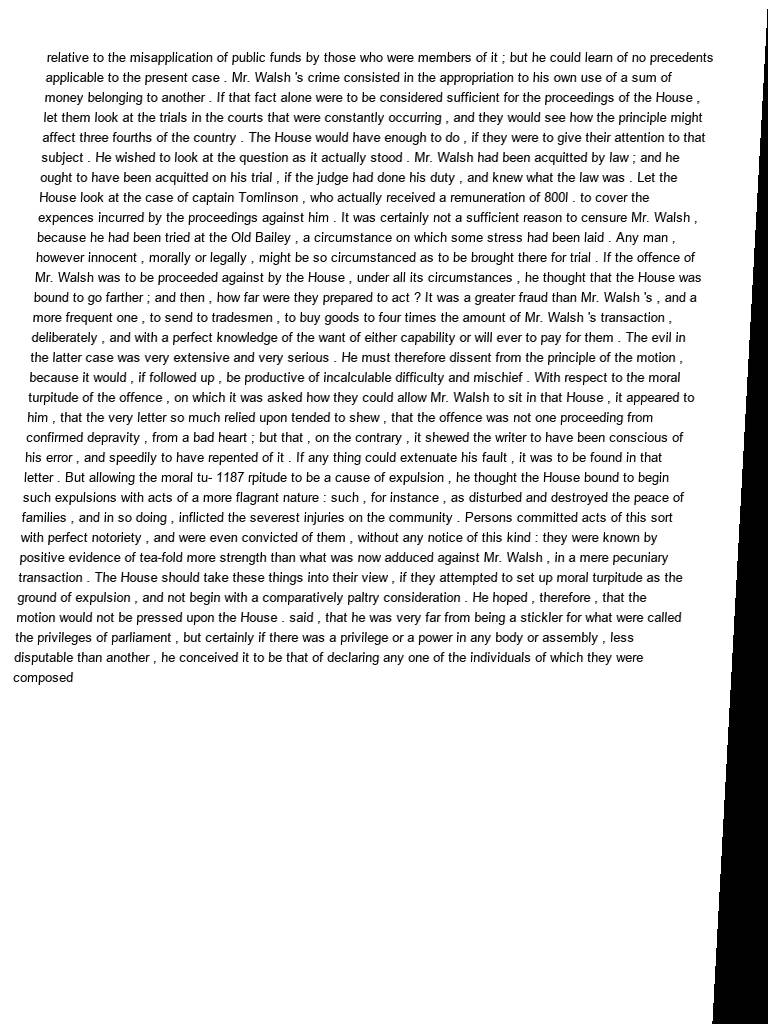 relative to the misapplication of public funds by those who were members of it ; but he could learn of no precedents
applicable to the present case . Mr. Walsh 's crime consisted in the appropriation to his own use of a sum of
money belonging to another . If that fact alone were to be considered sufficient for the proceedings of the House ,
let them look at the trials in the courts that were constantly occurring , and they would see how the principle might
affect three fourths of the country . The House would have enough to do , if they were to give their attention to that
subject . He wished to look at the question as it actually stood . Mr. Walsh had been acquitted by law ; and he
ought to have been acquitted on his trial , if the judge had done his duty , and knew what the law was . Let the
House look at the case of captain Tomlinson , who actually received a remuneration of 800l . to cover the
expences incurred by the proceedings against him . It was certainly not a sufficient reason to censure Mr. Walsh ,
because he had been tried at the Old Bailey , a circumstance on which some stress had been laid . Any man ,
however innocent , morally or legally , might be so circumstanced as to be brought there for trial . If the offence of
Mr. Walsh was to be proceeded against by the House , under all its circumstances , he thought that the House was
bound to go farther ; and then , how far were they prepared to act ? It was a greater fraud than Mr. Walsh 's , and a
more frequent one , to send to tradesmen , to buy goods to four times the amount of Mr. Walsh 's transaction ,
deliberately , and with a perfect knowledge of the want of either capability or will ever to pay for them . The evil in
the latter case was very extensive and very serious . He must therefore dissent from the principle of the motion ,
because it would , if followed up , be productive of incalculable difficulty and mischief . With respect to the moral
turpitude of the offence , on which it was asked how they could allow Mr. Walsh to sit in that House , it appeared to
him , that the very letter so much relied upon tended to shew , that the offence was not one proceeding from
confirmed depravity , from a bad heart ; but that , on the contrary , it shewed the writer to have been conscious of
his error , and speedily to have repented of it . If any thing could extenuate his fault , it was to be found in that
letter . But allowing the moral tu- 1187 rpitude to be a cause of expulsion , he thought the House bound to begin
such expulsions with acts of a more flagrant nature : such , for instance , as disturbed and destroyed the peace of
families , and in so doing , inflicted the severest injuries on the community . Persons committed acts of this sort
with perfect notoriety , and were even convicted of them , without any notice of this kind : they were known by
positive evidence of tea-fold more strength than what was now adduced against Mr. Walsh , in a mere pecuniary
transaction . The House should take these things into their view , if they attempted to set up moral turpitude as the
ground of expulsion , and not begin with a comparatively paltry consideration . He hoped , therefore , that the
motion would not be pressed upon the House . said , that he was very far from being a stickler for what were called
the privileges of parliament , but certainly if there was a privilege or a power in any body or assembly , less
disputable than another , he conceived it to be that of declaring any one of the individuals of which they were
composed